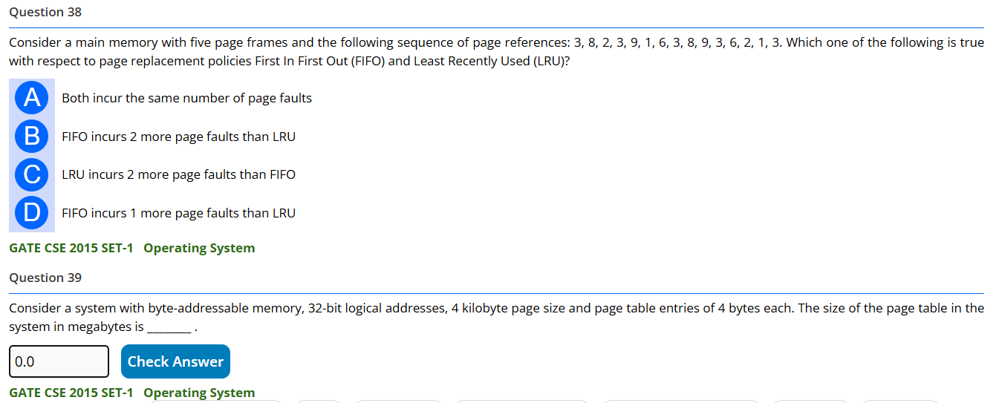 Question 38
Consider a main memory with five page frames and the following sequence of page references: 3, 8, 2, 3, 9, 1, 6, 3, 8, 9, 3, 6, 2, 1, 3. Which one of the following is true
with respect to page replacement policies First In First Out (FIFO) and Least Recently Used (LRU)?
A Both incur the same number of page faults
B FIFO incurs 2 more page faults than LRU
C LRU incurs 2 more page faults than FIFO
D FIFO incurs 1 more page faults than LRU
GATE CSE 2015 SET-1 Operating System
Question 39
Consider a system with byte-addressable memory, 32-bit logical addresses, 4 kilobyte page size and page table entries of 4 bytes each. The size of the page table in the
system in megabytes is ________ .
0.0 Check Answer
GATE CSE 2015 SET-1 Operating System